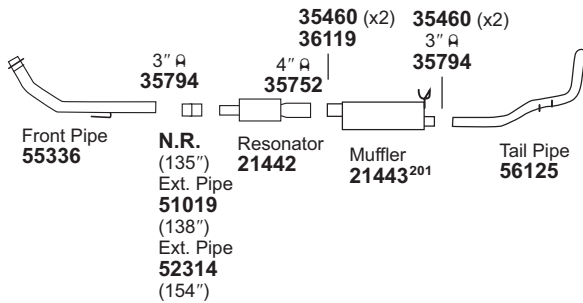 35460 (x2)
36119
35460 (x2)
3″
35794
3″
35794
4″
35752
Front Pipe
55336
N.R.
(135″)
Ext. Pipe
51019
(138″)
Ext. Pipe
52314
(154″)
Resonator
21442
Muffler
21443²⁰¹
Tail Pipe
56125